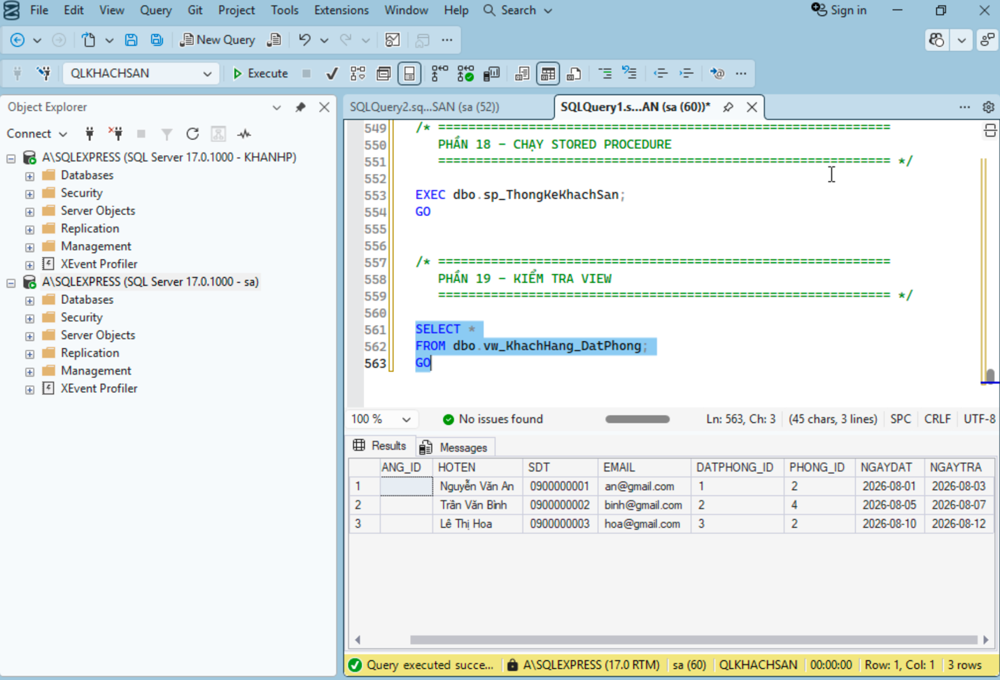 File Edit View Query Git Project Tools Extensions Window Help Search Sign in
New Query
QLKHACHSAN Execute
Object Explorer
SQLQuery2.sq...SAN (sa (52))
SQLQuery1.s...AN (sa (60))*
Connect
A\SQLEXPRESS (SQL Server 17.0.1000 - KHANHP)
Databases
Security
Server Objects
Replication
Management
XEvent Profiler
A\SQLEXPRESS (SQL Server 17.0.1000 - sa)
Databases
Security
Server Objects
Replication
Management
XEvent Profiler
549 /* ============================================================
550 PHẦN 18 - CHẠY STORED PROCEDURE
551 ============================================================ */
552
553 EXEC dbo.sp_ThongKeKhachSan;
554 GO
555
556
557 /* ============================================================
558 PHẦN 19 - KIỂM TRA VIEW
559 ============================================================ */
560
561 SELECT *
562 FROM dbo.vw_KhachHang_DatPhong;
563 GO
100 % No issues found Ln: 563, Ch: 3 (45 chars, 3 lines) SPC CRLF UTF-8
Results Messages
ANG_ID HOTEN SDT EMAIL DATPHONG_ID PHONG_ID NGAYDAT NGAYTRA
1 Nguyễn Văn An 0900000001 an@gmail.com 1 2 2026-08-01 2026-08-03
2 Trần Văn Bình 0900000002 binh@gmail.com 2 4 2026-08-05 2026-08-07
3 Lê Thị Hoa 0900000003 hoa@gmail.com 3 2 2026-08-10 2026-08-12
Query executed succe... A\SQLEXPRESS (17.0 RTM) sa (60) QLKHACHSAN 00:00:00 Row: 1, Col: 1 3 rows